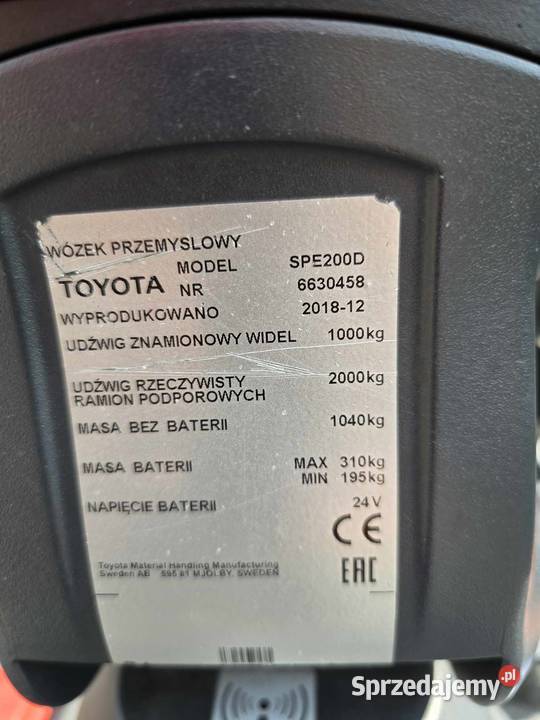 WÓZEK PRZEMYSLOWY
MODEL SPE200D
TOYOTA NR 6630458
WYPRODUKOWANO 2018-12
UDŹWIG ZNAMIONOWY WIDEL 1000kg
UDŹWIG RZECZYWISTY 2000kg
RAMION PODPOROWYCH
MASA BEZ BATERII 1040kg
MASA BATERII MAX 310kg
MIN 195kg
NAPIĘCIE BATERII 24V
CE
Toyota Material Handling Manufacturing
Sweden AB 595 81 MJÖLBY, SWEDEN
EAC
Sprzedajemy.pl